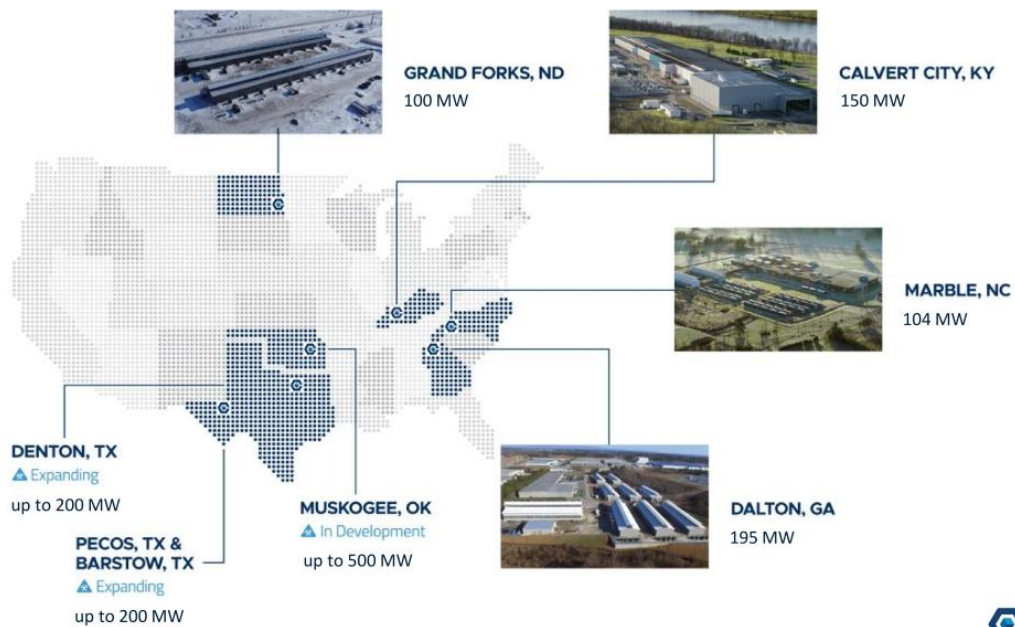 GRAND FORKS, ND
100 MW
CALVERT CITY, KY
150 MW
MARBLE, NC
104 MW
DENTON, TX
Expanding
up to 200 MW
MUSKOGEE, OK
In Development
up to 500 MW
DALTON, GA
195 MW
PECOS, TX &
BARSTOW, TX
Expanding
up to 200 MW